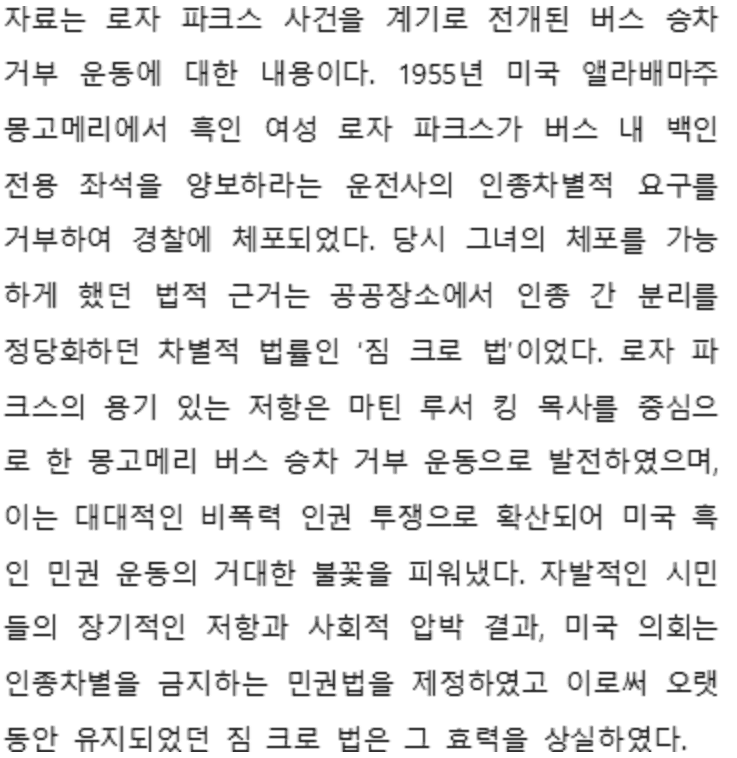 자료는 로자 파크스 사건을 계기로 전개된 버스 승차
거부 운동에 대한 내용이다. 1955년 미국 앨라배마주
몽고메리에서 흑인 여성 로자 파크스가 버스 내 백인
전용 좌석을 양보하라는 운전사의 인종차별적 요구를
거부하여 경찰에 체포되었다. 당시 그녀의 체포를 가능
하게 했던 법적 근거는 공공장소에서 인종 간 분리를
정당화하던 차별적 법률인 '짐 크로 법'이었다. 로자 파
크스의 용기 있는 저항은 마틴 루서 킹 목사를 중심으
로 한 몽고메리 버스 승차 거부 운동으로 발전하였으며,
이는 대대적인 비폭력 인권 투쟁으로 확산되어 미국 흑
인 민권 운동의 거대한 불꽃을 피워냈다. 자발적인 시민
들의 장기적인 저항과 사회적 압박 결과, 미국 의회는
인종차별을 금지하는 민권법을 제정하였고 이로써 오랫
동안 유지되었던 짐 크로 법은 그 효력을 상실하였다.